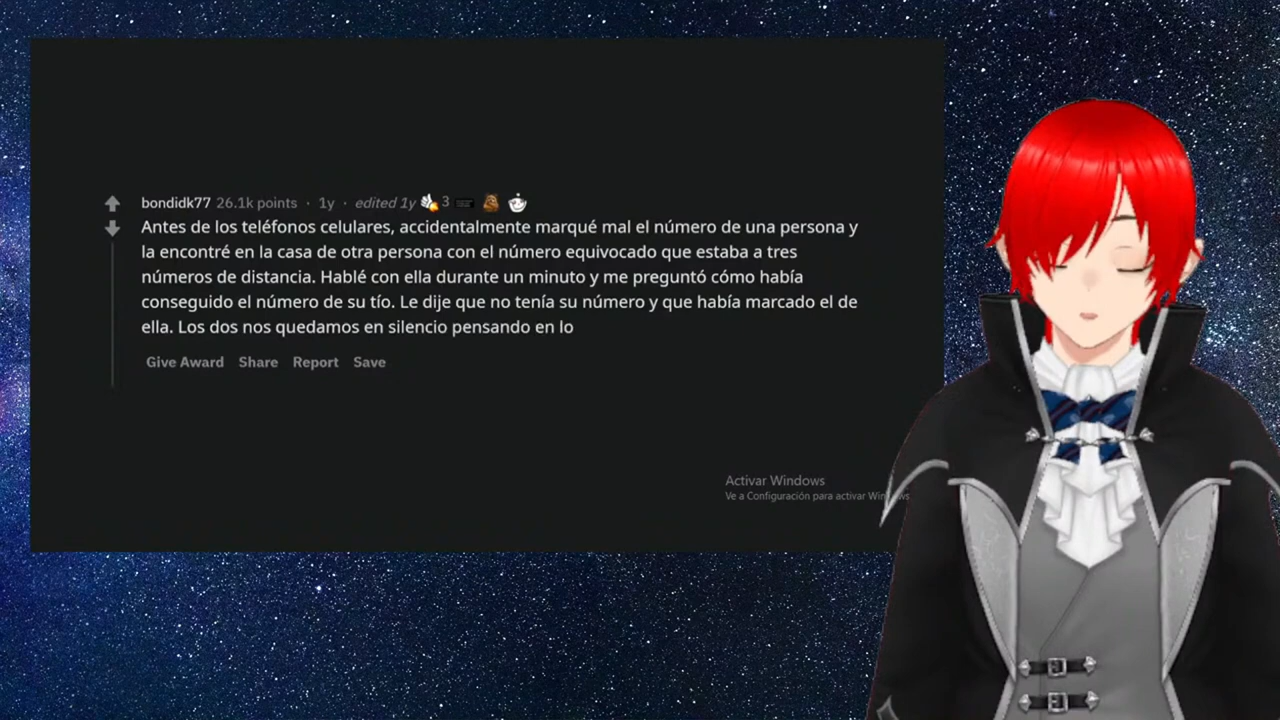 bondidk77 26.1k points · 1y · edited 1y 3
Antes de los teléfonos celulares, accidentalmente marqué mal el número de una persona y
la encontré en la casa de otra persona con el número equivocado que estaba a tres
números de distancia. Hablé con ella durante un minuto y me preguntó cómo había
conseguido el número de su tío. Le dije que no tenía su número y que había marcado el de
ella. Los dos nos quedamos en silencio pensando en lo
Give Award Share Report Save
Activar Windows
Ve a Configuración para activar Windows